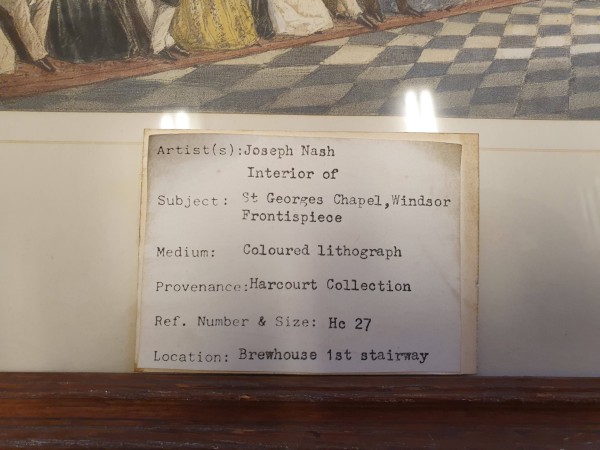 Artist(s):Joseph Nash
Interior of
Subject: St Georges Chapel,Windsor
Frontispiece
Medium: Coloured lithograph
Provenance:Harcourt Collection
Ref. Number & Size: Hc 27
Location: Brewhouse 1st stairway